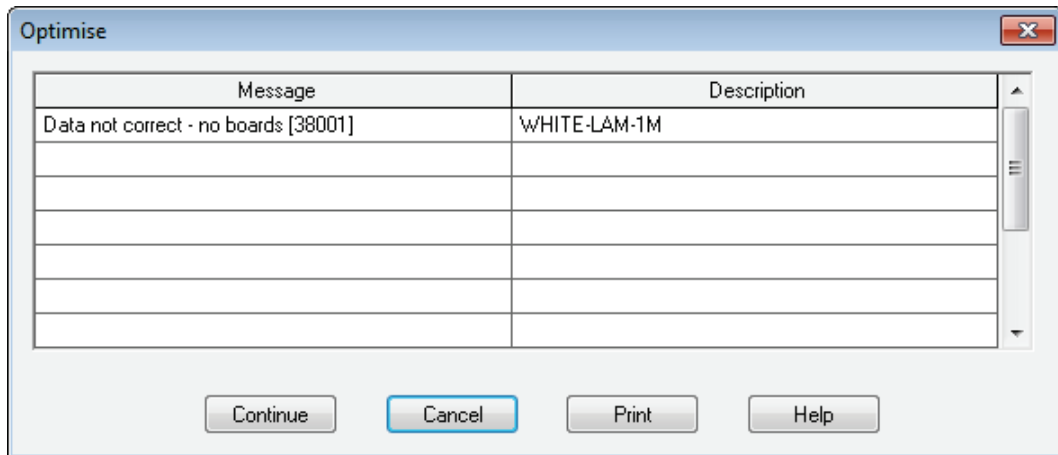 Optimise
Message Description
Data not correct - no boards [38001] WHITE-LAM-1M
Continue Cancel Print Help